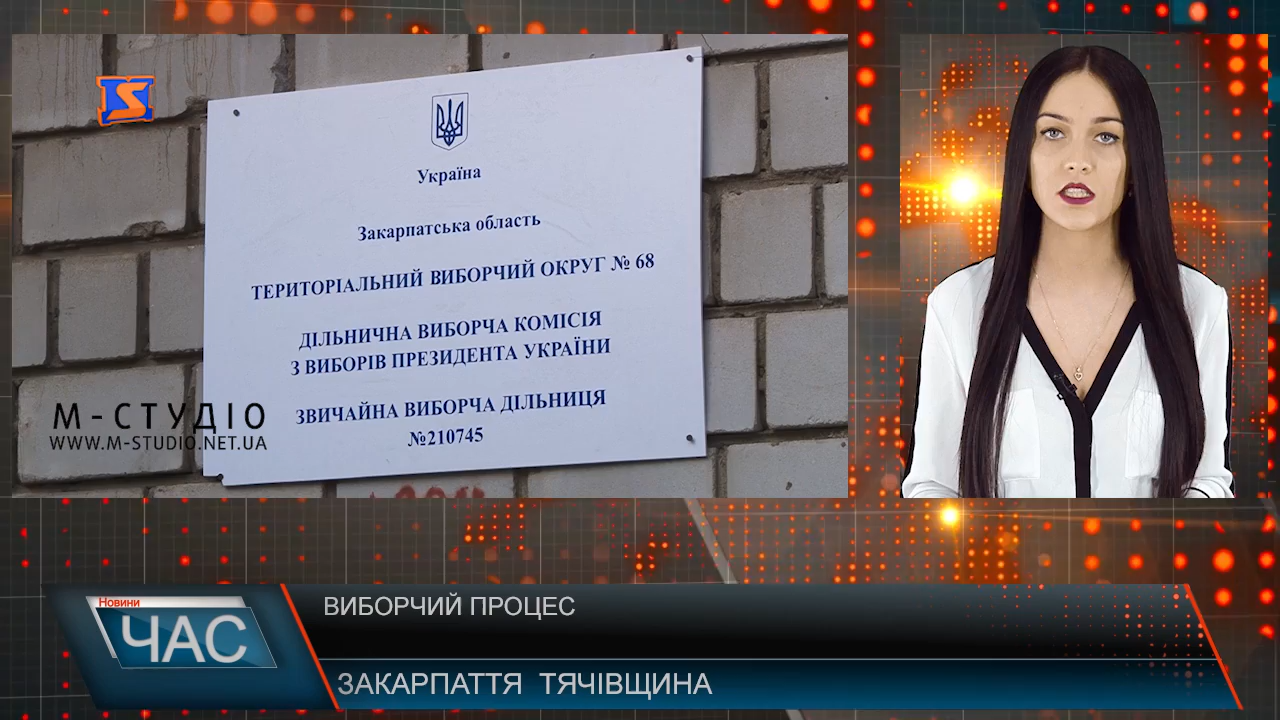 Україна
Закарпатська область
ТЕРИТОРІАЛЬНИЙ ВИБОРЧИЙ ОКРУГ № 68
ДІЛЬНИЧНА ВИБОРЧА КОМІСІЯ
З ВИБОРІВ ПРЕЗИДЕНТА УКРАЇНИ
ЗВИЧАЙНА ВИБОРЧА ДІЛЬНИЦЯ
№210745
М-СТУДІО
WWW.M-STUDIO.NET.UA
Новини
ЧАС
ВИБОРЧИЙ ПРОЦЕС
ЗАКАРПАТТЯ ТЯЧІВЩИНА